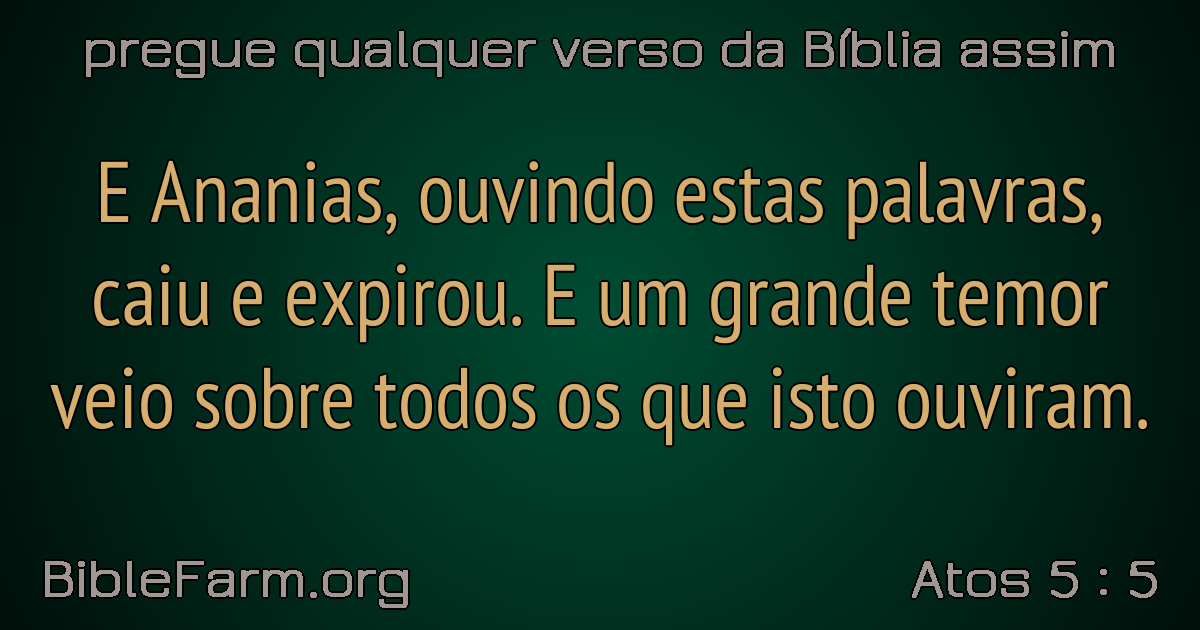 pregue qualquer verso da Bíblia assim
E Ananias, ouvindo estas palavras,
caiu e expirou. E um grande temor
veio sobre todos os que isto ouviram.
BibleFarm.org
Atos 5 : 5